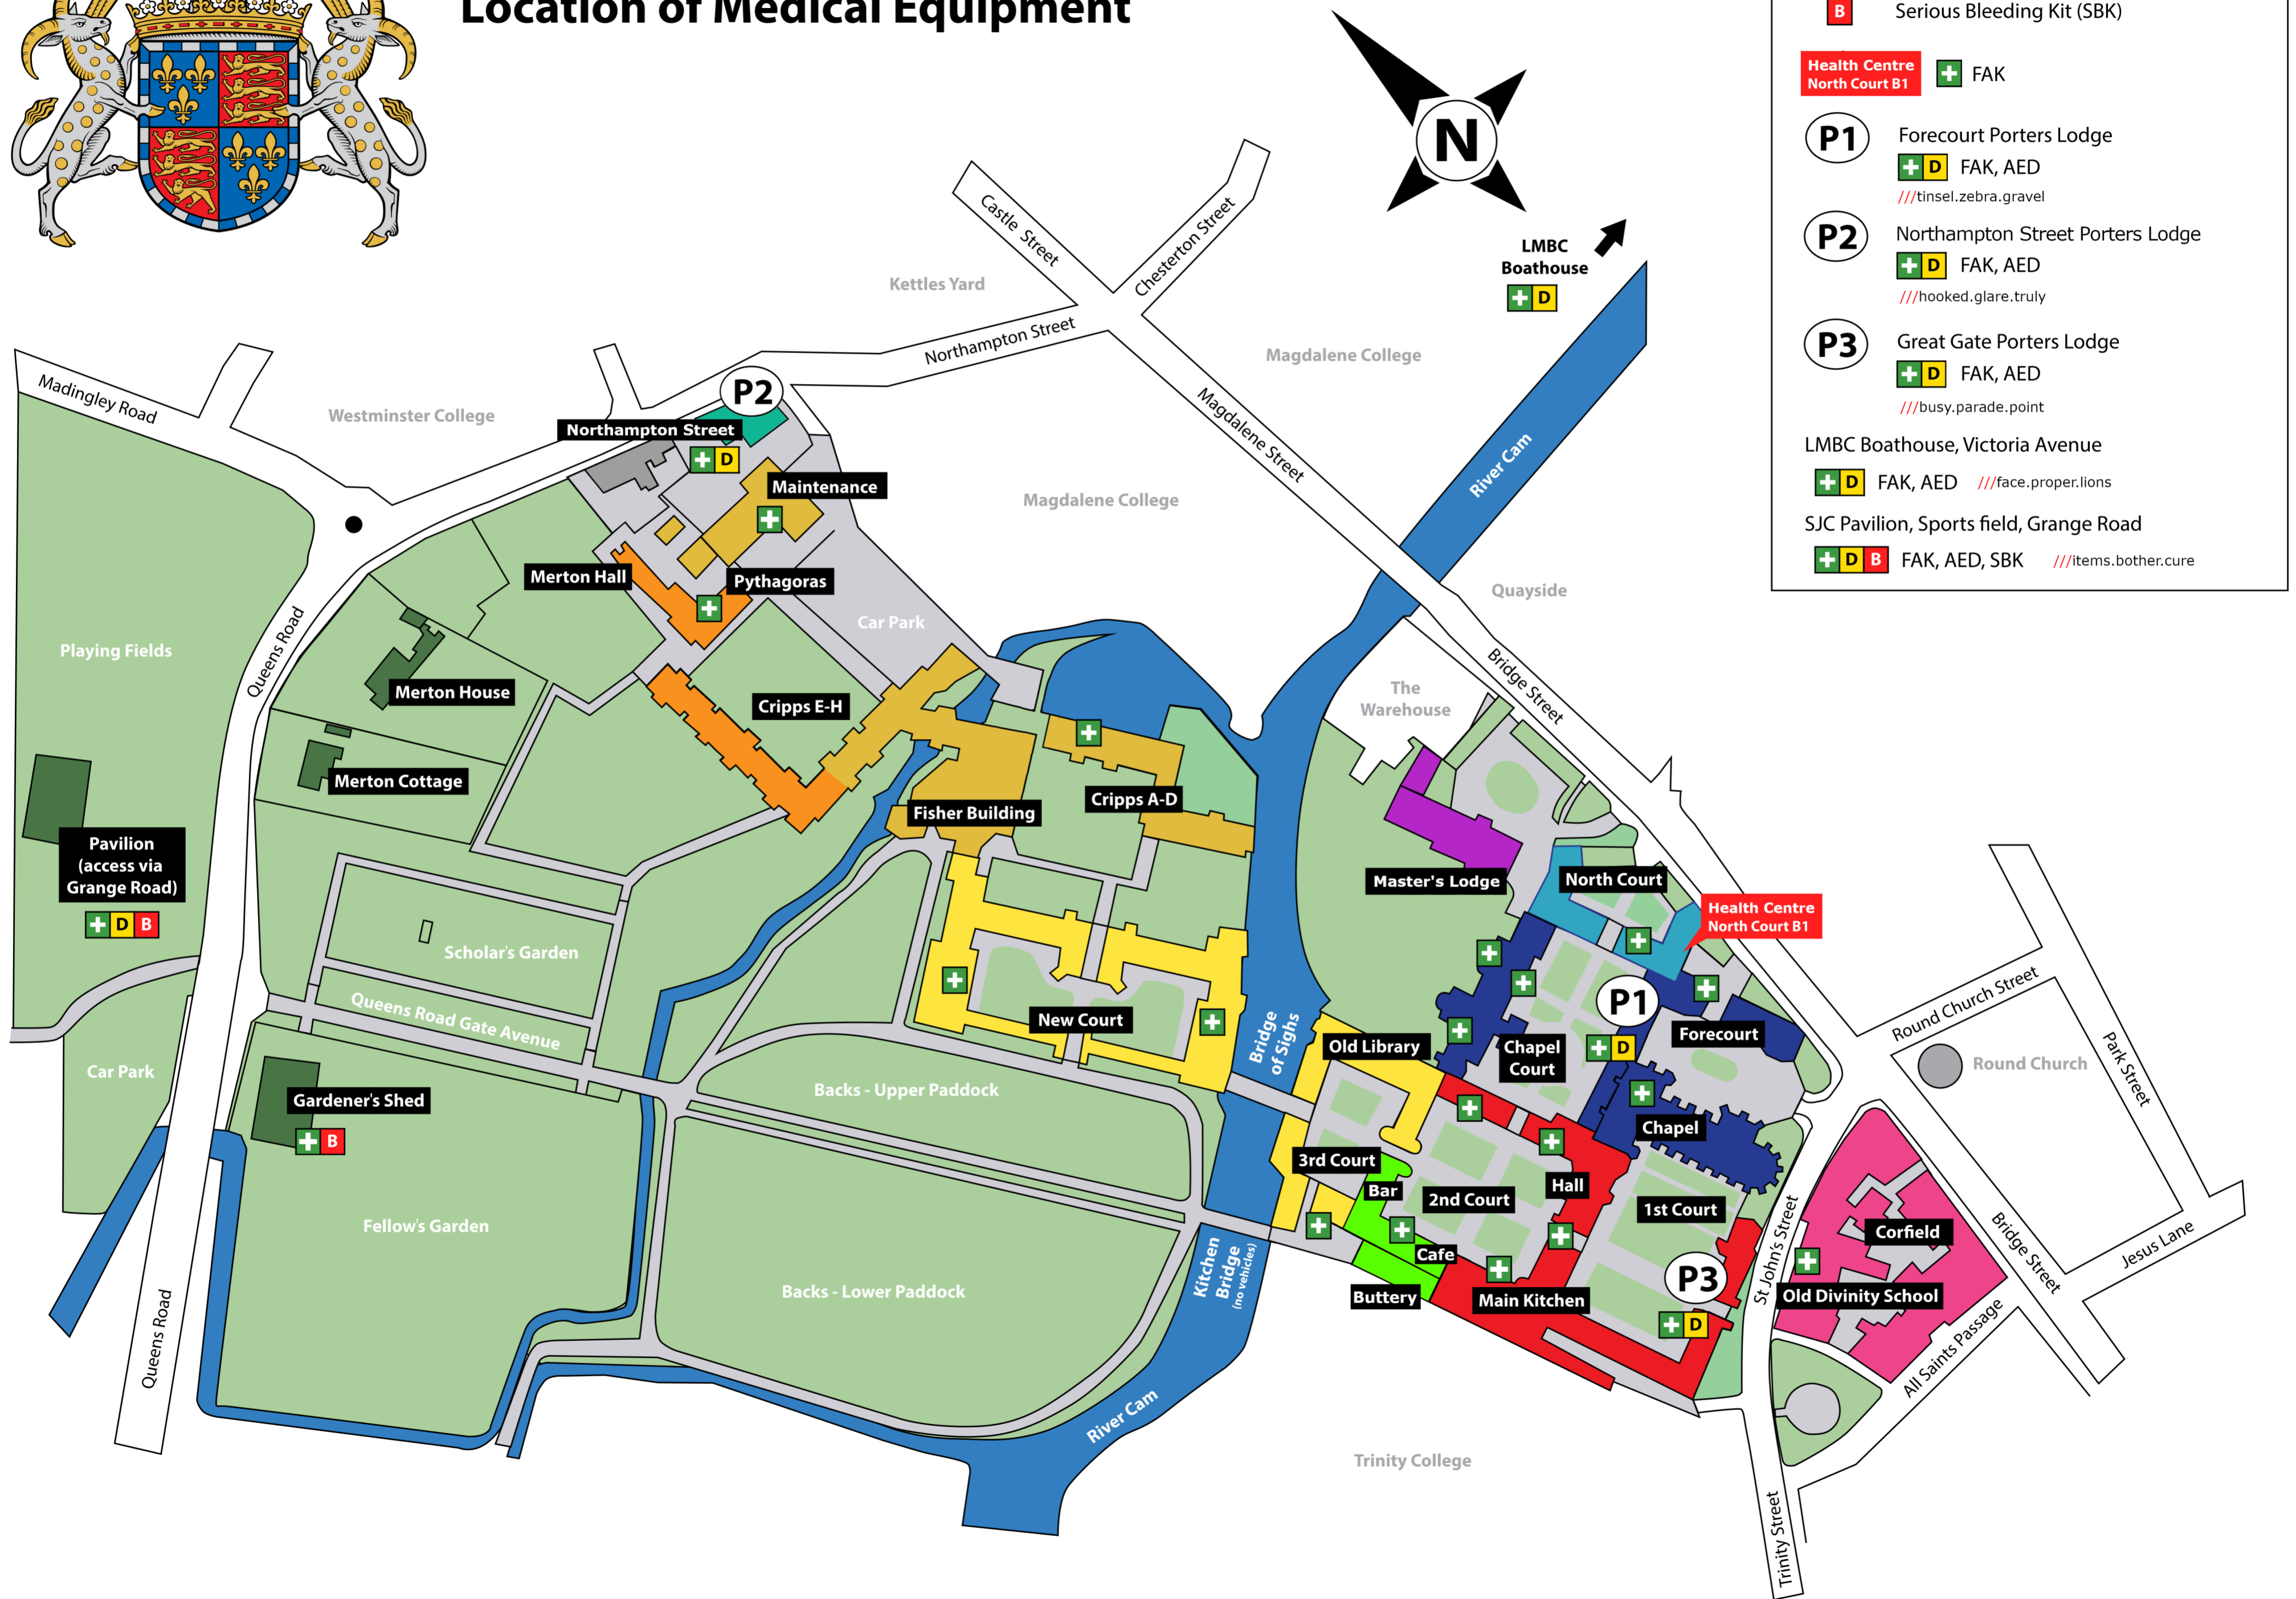 Location of Medical Equipment
B Serious Bleeding Kit (SBK)
Health Centre
North Court B1
FAK
P1 Forecourt Porters Lodge
D FAK, AED
///tinsel.zebra.gravel
P2 Northampton Street Porters Lodge
D FAK, AED
///hooked.glare.truly
P3 Great Gate Porters Lodge
D FAK, AED
///busy.parade.point
LMBC Boathouse, Victoria Avenue
D FAK, AED ///face.proper.lions
SJC Pavilion, Sports field, Grange Road
D B FAK, AED, SBK ///items.bother.cure
N
LMBC
Boathouse
D
Castle Street
Chesterton Street
Kettles Yard
Northampton Street
Magdalene College
Madingley Road
Westminster College
P2
Northampton Street
D
Magdalene Street
River Cam
Maintenance
Magdalene College
Merton Hall
Pythagoras
Car Park
Quayside
Playing Fields
Queens Road
Merton House
Cripps E-H
The
Warehouse
Bridge Street
Merton Cottage
Fisher Building
Cripps A-D
Pavilion
(access via
Grange Road)
D B
Master's Lodge
North Court
Health Centre
North Court B1
Scholar's Garden
Queens Road Gate Avenue
New Court
Bridge
of Sighs
Old Library
Chapel
Court
P1
D
Forecourt
Round Church Street
Round Church
Park Street
Car Park
Gardener's Shed
B
Backs - Upper Paddock
Chapel
3rd Court
Bar
2nd Court
Hall
1st Court
Fellow's Garden
Kitchen
Bridge
(no vehicles)
Cafe
Buttery
Main Kitchen
P3
D
St John's Street
Corfield
Old Divinity School
Bridge Street
Jesus Lane
Backs - Lower Paddock
Queens Road
River Cam
All Saints Passage
Trinity College
Trinity Street